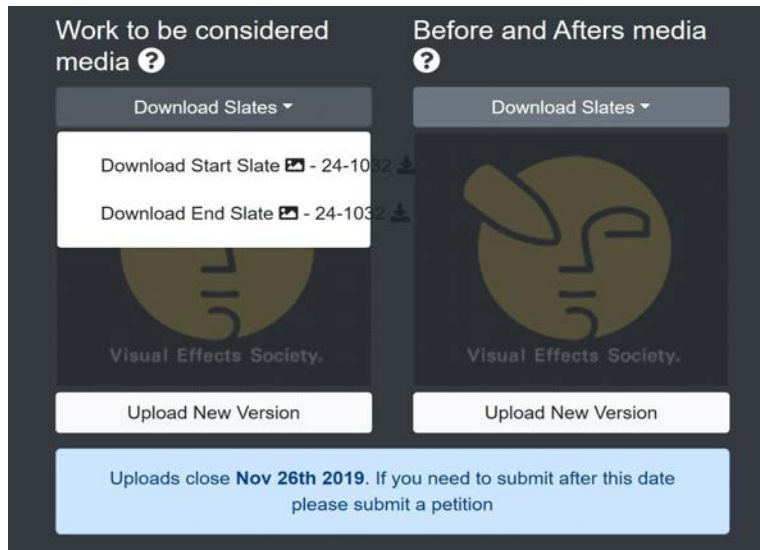 Work to be considered
media ?
Download Slates
Download Start Slate - 24-1032
Download End Slate - 24-1032
Visual Effects Society.
Upload New Version
Before and Afters media
?
Download Slates
Visual Effects Society.
Upload New Version
Uploads close Nov 26th 2019. If you need to submit after this date
please submit a petition